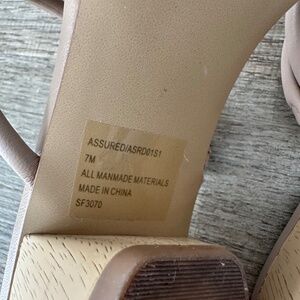 ASSURED/ASRD01S1
7M
ALL MANMADE MATERIALS
MADE IN CHINA
SF3070